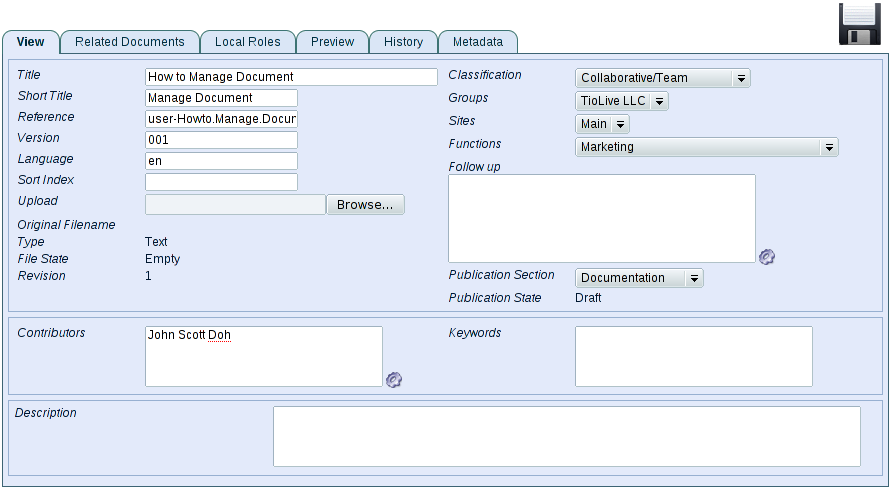 View Related Documents Local Roles Preview History Metadata
Title How to Manage Document
Short Title Manage Document
Reference user-Howto.Manage.Docur
Version 001
Language en
Sort Index
Upload Browse...
Original Filename
Type Text
File State Empty
Revision 1
Classification Collaborative/Team
Groups TioLive LLC
Sites Main
Functions Marketing
Follow up
Publication Section Documentation
Publication State Draft
Contributors John Scott Doh
Keywords
Description